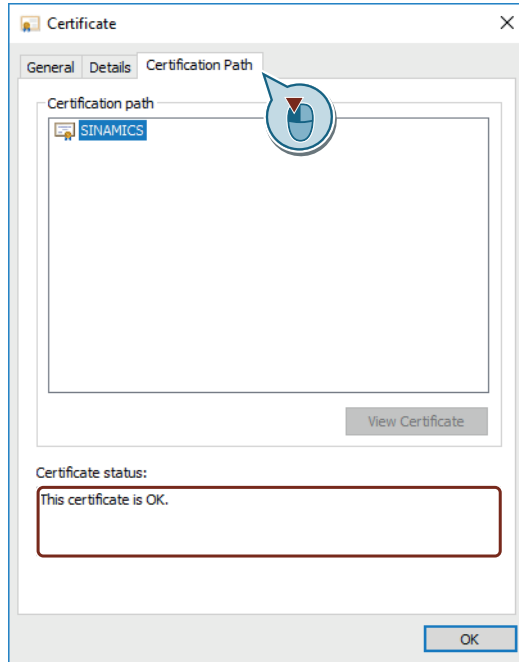 Certificate
General Details Certification Path
Certification path
SINAMICS
View Certificate
Certificate status:
This certificate is OK.
OK